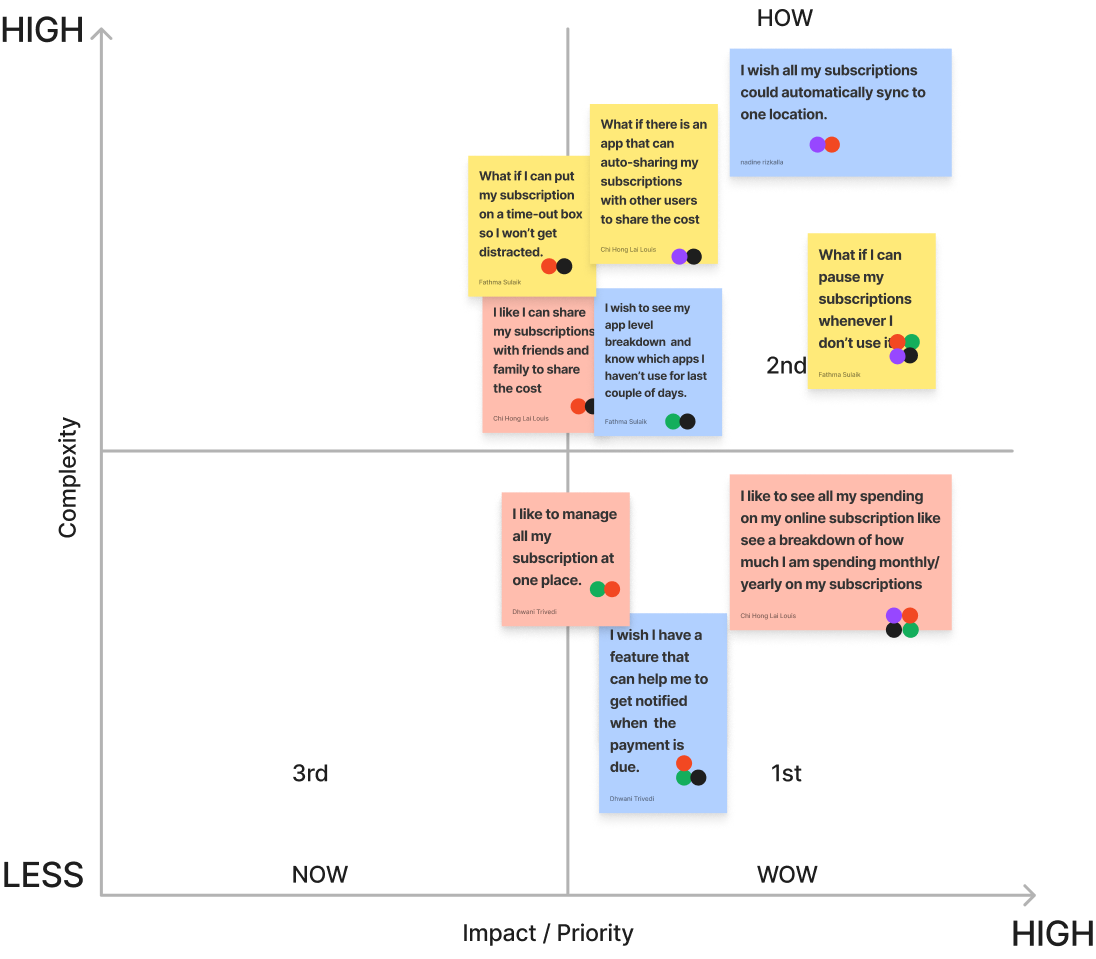 HIGH
HOW
I wish all my subscriptions
could automatically sync to
one location.
nadine rizkalla
What if there is an
app that can
auto-sharing my
subscriptions
with other users
to share the cost
Chi Hong Lai Louis
What if I can put
my subscription
on a time-out box
so I won't get
distracted.
Fathma Sulaik
What if I can
pause my
subscriptions
whenever I
don't use it
Fathma Sulaik
2nd
I like I can share
my subscriptions
with friends and
family to share
the cost
Chi Hong Lai Louis
I wish to see my
app level
breakdown and
know which apps I
haven't use for last
couple of days.
Fathma Sulaik
Complexity
I like to manage
all my
subscription at
one place.
Dhwani Trivedi
I like to see all my spending
on my online subscription like
see a breakdown of how
much I am spending monthly/
yearly on my subscriptions
Chi Hong Lai Louis
I wish I have a
feature that
can help me to
get notified
when the
payment is
due.
Dhwani Trivedi
3rd
1st
LESS
NOW
WOW
Impact / Priority
HIGH